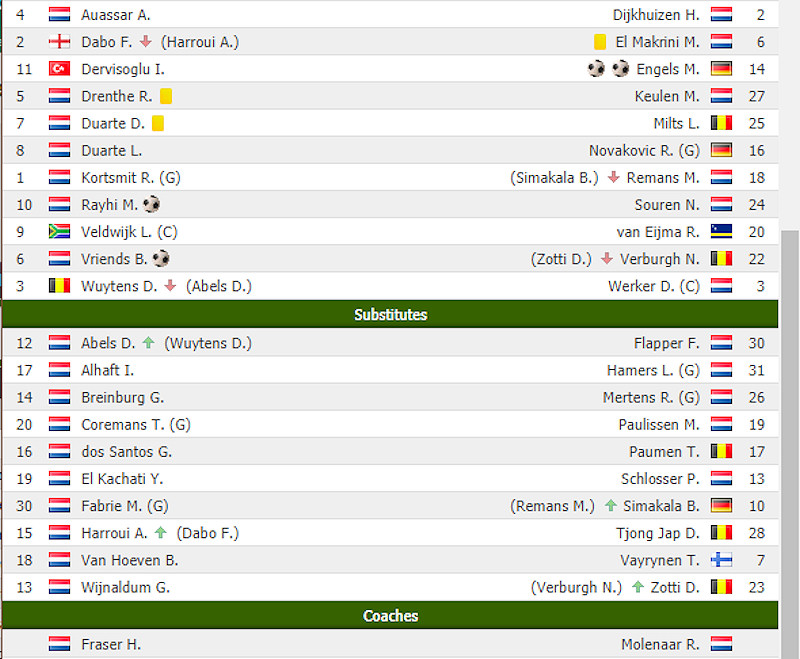 4 Auassar A. Dijkhuizen H. 2
2 Dabo F. (Harroui A.) El Makrini M. 6
11 Dervisoglu I. Engels M. 14
5 Drenthe R. Keulen M. 27
7 Duarte D. Milts L. 25
8 Duarte L. Novakovic R. (G) 16
1 Kortsmit R. (G) (Simakala B.) Remans M. 18
10 Rayhi M. Souren N. 24
9 Veldwijk L. (C) van Eijma R. 20
6 Vriends B. (Zotti D.) Verburgh N. 22
3 Wuytens D. (Abels D.) Werker D. (C) 3
Substitutes
12 Abels D. (Wuytens D.) Flapper F. 30
17 Alhaft I. Hamers L. (G) 31
14 Breinburg G. Mertens R. (G) 26
20 Coremans T. (G) Paulissen M. 19
16 dos Santos G. Paumen T. 17
19 El Kachati Y. Schlosser P. 13
30 Fabrie M. (G) (Remans M.) Simakala B. 10
15 Harroui A. (Dabo F.) Tjong Jap D. 28
18 Van Hoeven B. Vayrynen T. 7
13 Wijnaldum G. (Verburgh N.) Zotti D. 23
Coaches
Fraser H. Molenaar R.